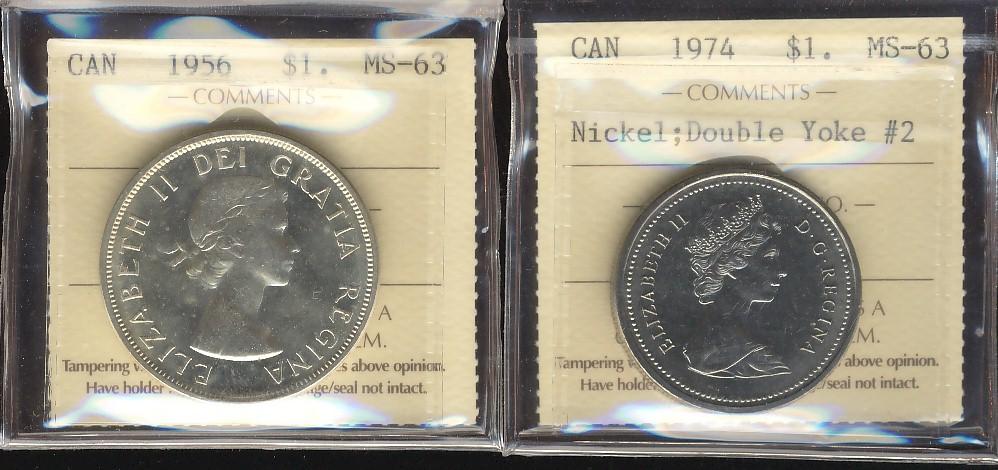 CAN 1956 $1. MS-63
— COMMENTS —
ELIZABETH II DEI GRATIA REGINA
A
M.
Tampering above opinion.
Have holder ge/seal not intact.
CAN 1974 $1. MS-63
— COMMENTS —
Nickel;Double Yoke #2
O. —
ELIZABETH II D·G·REGINA
A
.M.
Tampering above opinion.
Have holde /seal not intact.